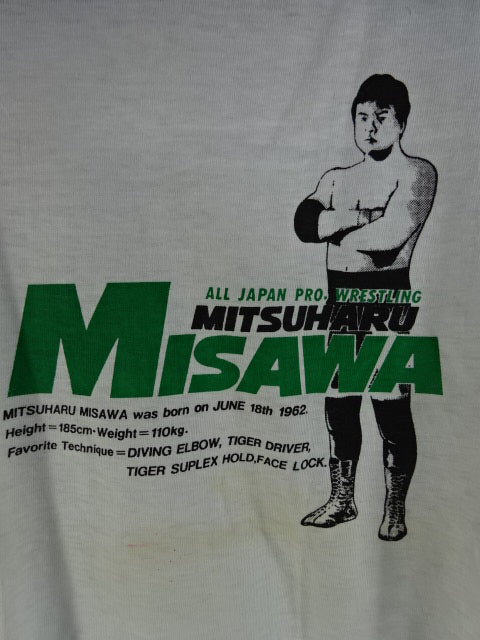 ALL JAPAN PRO. WRESTLING
MITSUHARU
MISAWA
MITSUHARU MISAWA was born on JUNE 18th 1962.
Height=185cm·Weight=110kg.
Favorite Technique=DIVING ELBOW, TIGER DRIVER,
TIGER SUPLEX HOLD,FACE LOCK.